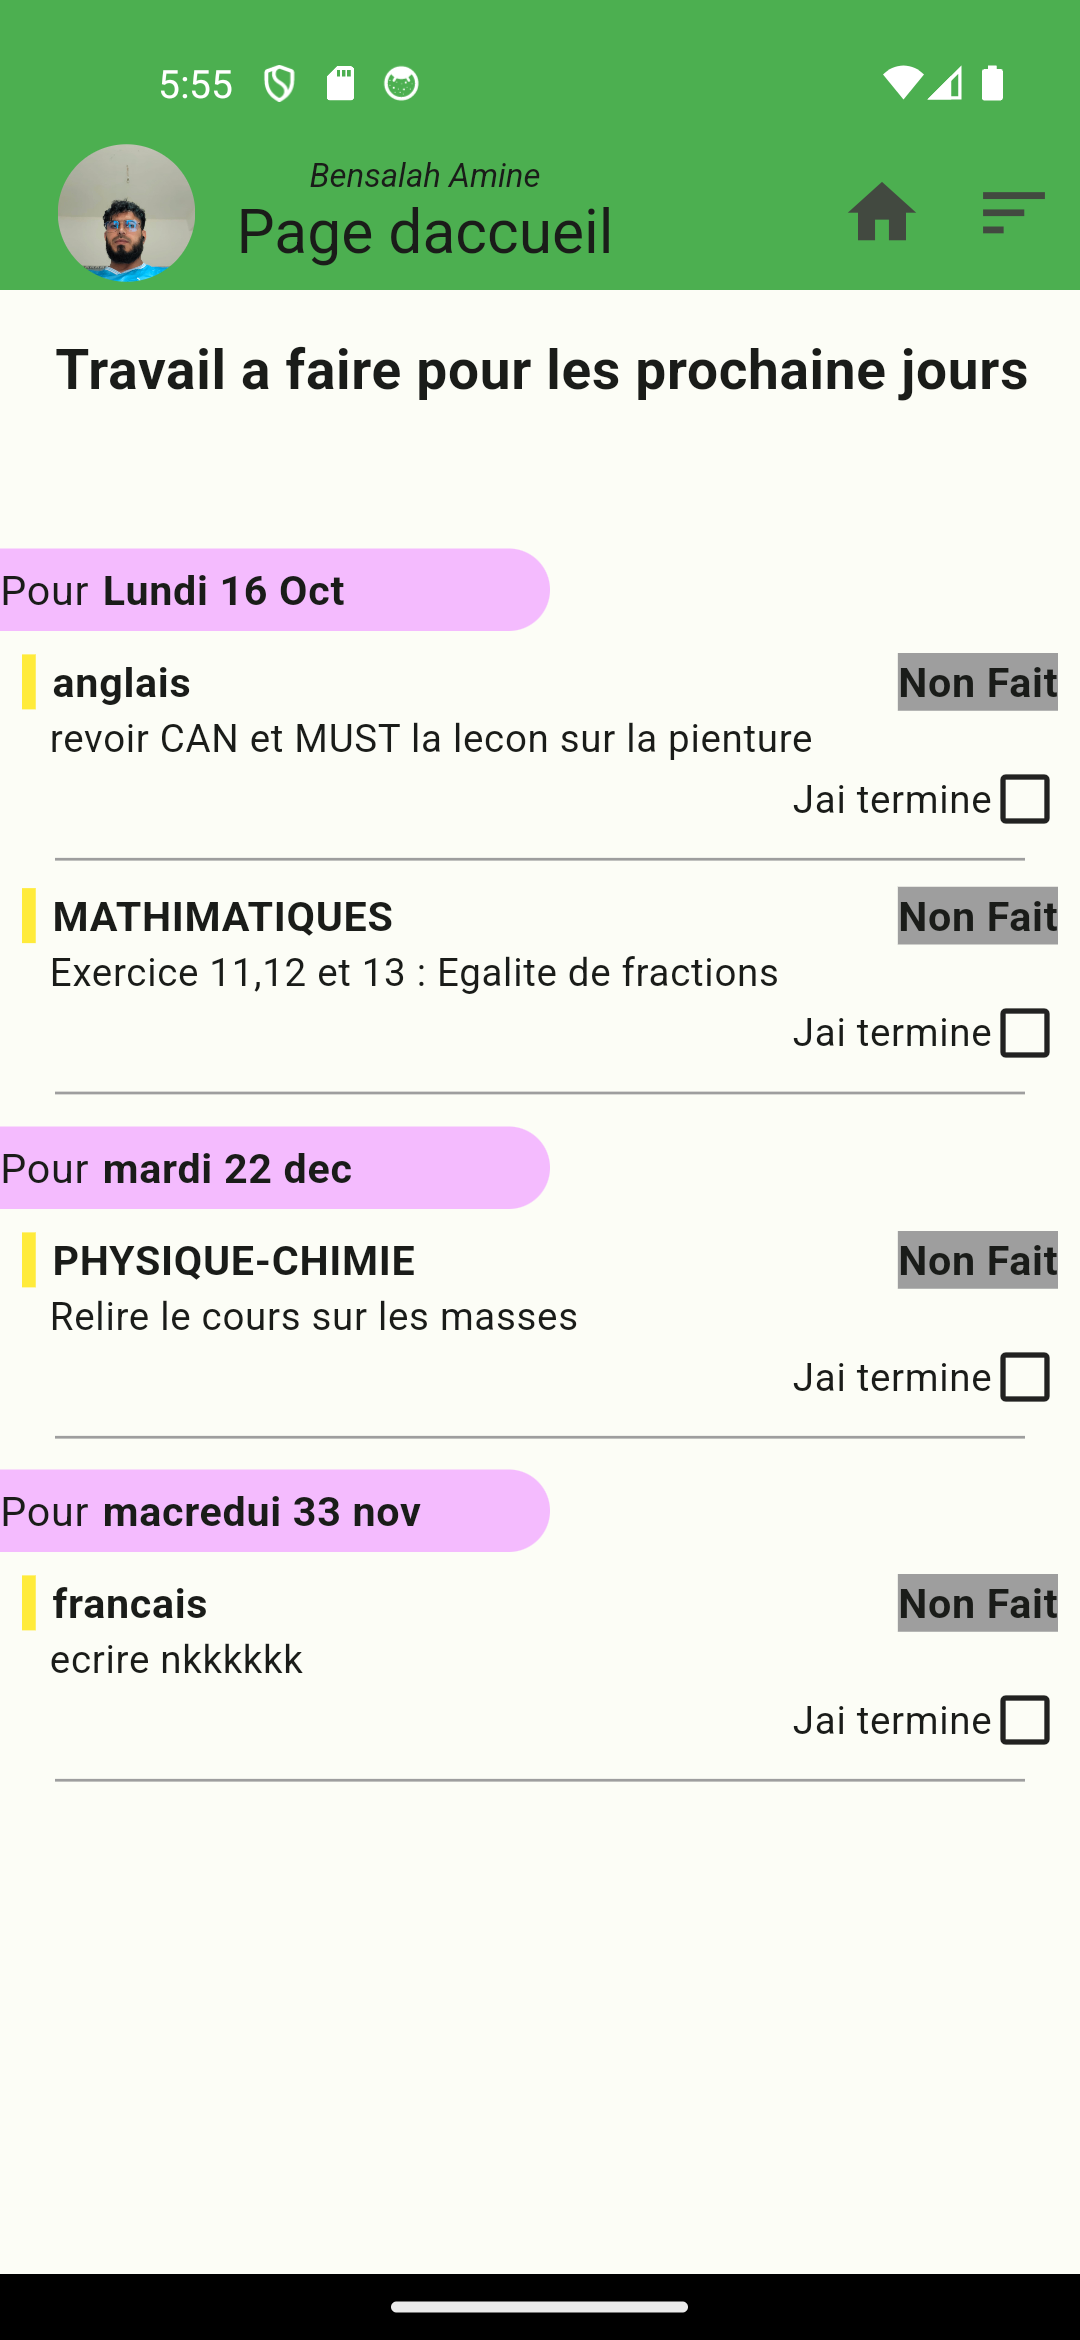 5:55
Bensalah Amine
Page daccueil
Travail a faire pour les prochaine jours
Pour Lundi 16 Oct
anglais Non Fait
revoir CAN et MUST la lecon sur la pienture
Jai termine
MATHIMATIQUES Non Fait
Exercice 11,12 et 13 : Egalite de fractions
Jai termine
Pour mardi 22 dec
PHYSIQUE-CHIMIE Non Fait
Relire le cours sur les masses
Jai termine
Pour macredui 33 nov
francais Non Fait
ecrire nkkkkkk
Jai termine